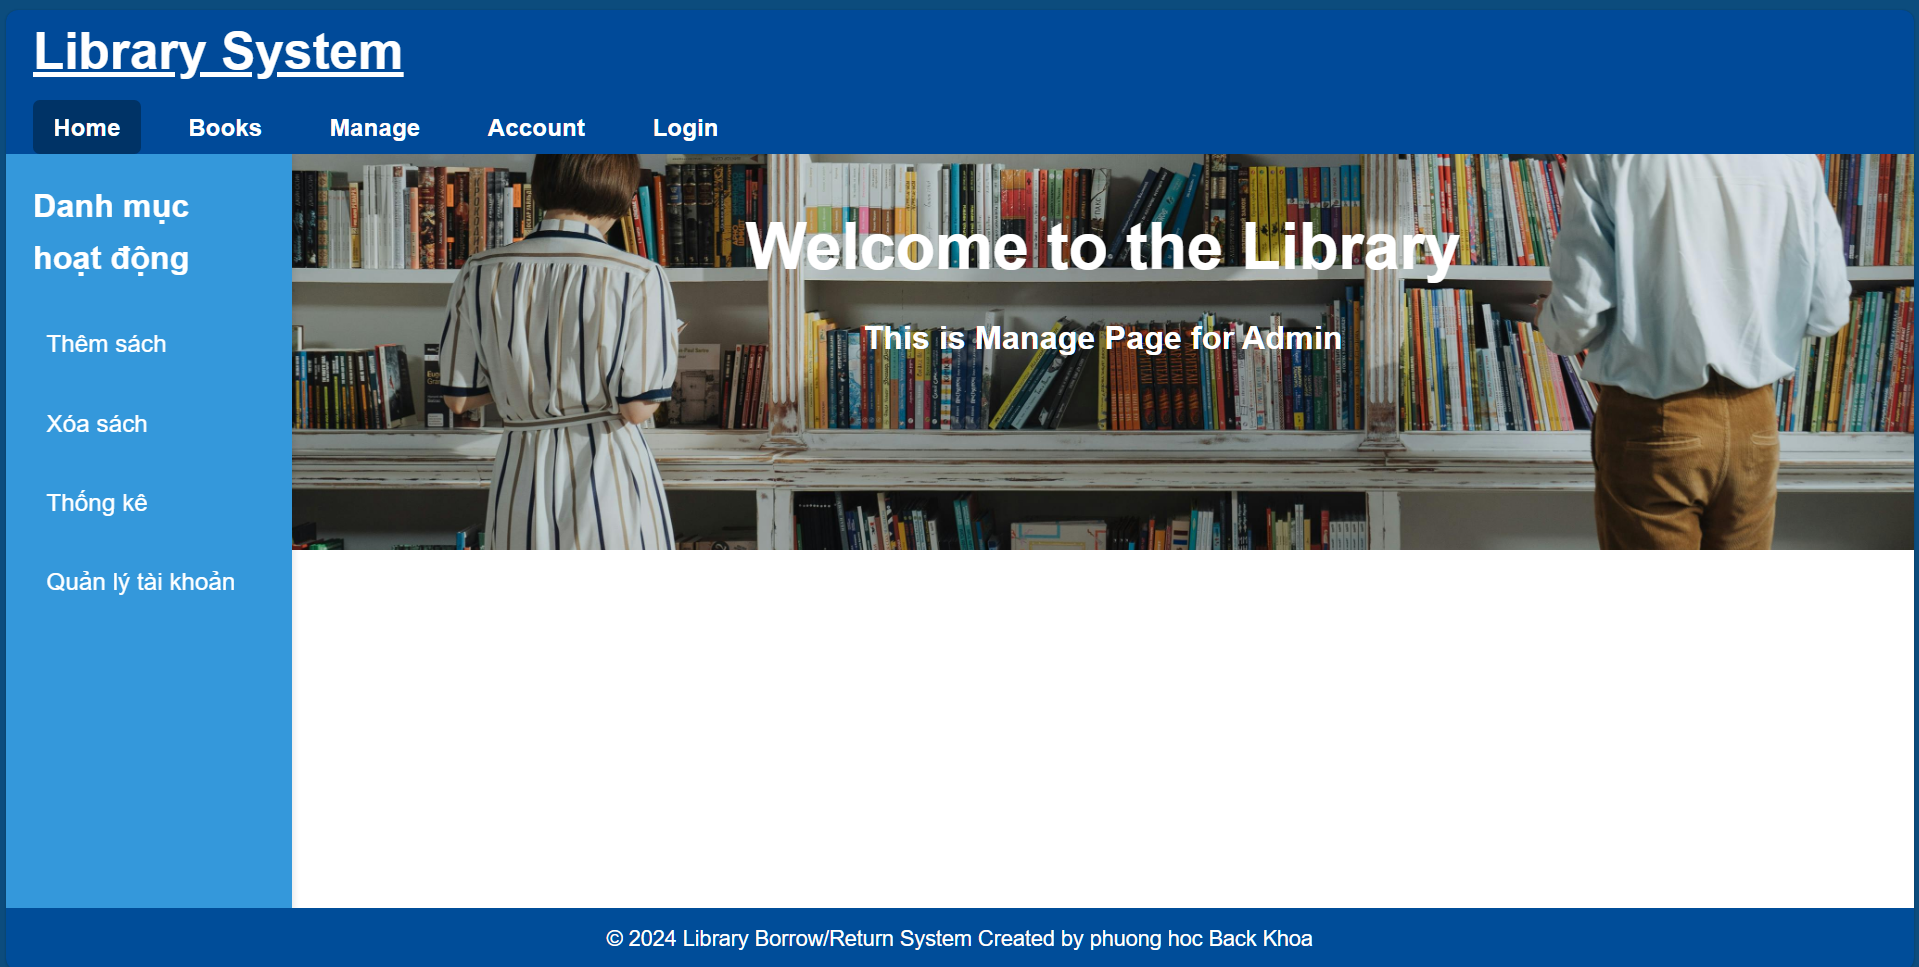 Library System
Home Books Manage Account Login
Danh mục
hoạt động
Thêm sách
Xóa sách
Thống kê
Quản lý tài khoản
Welcome to the Library
This is Manage Page for Admin
© 2024 Library Borrow/Return System Created by phuong hoc Back Khoa